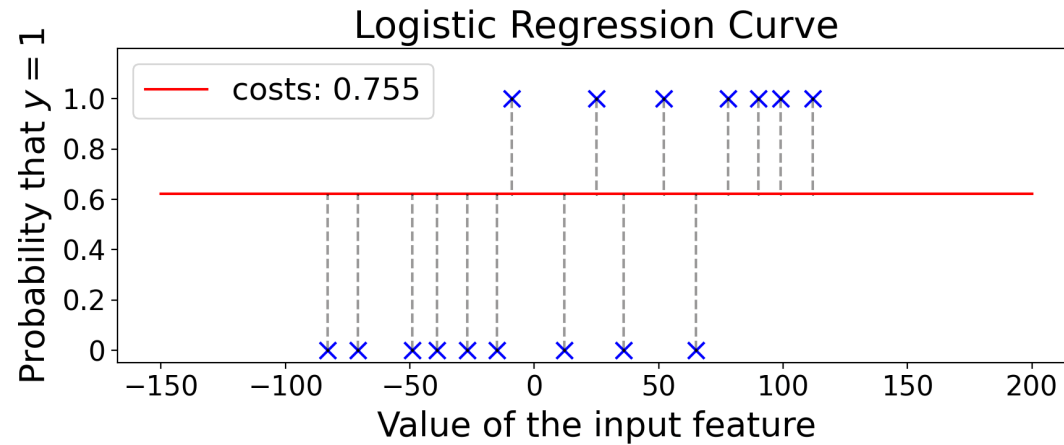 Logistic Regression Curve
Probability that y = 1
costs: 0.755
1.0
0.8
0.6
0.4
0.2
0
−150 −100 −50 0 50 100 150 200
Value of the input feature